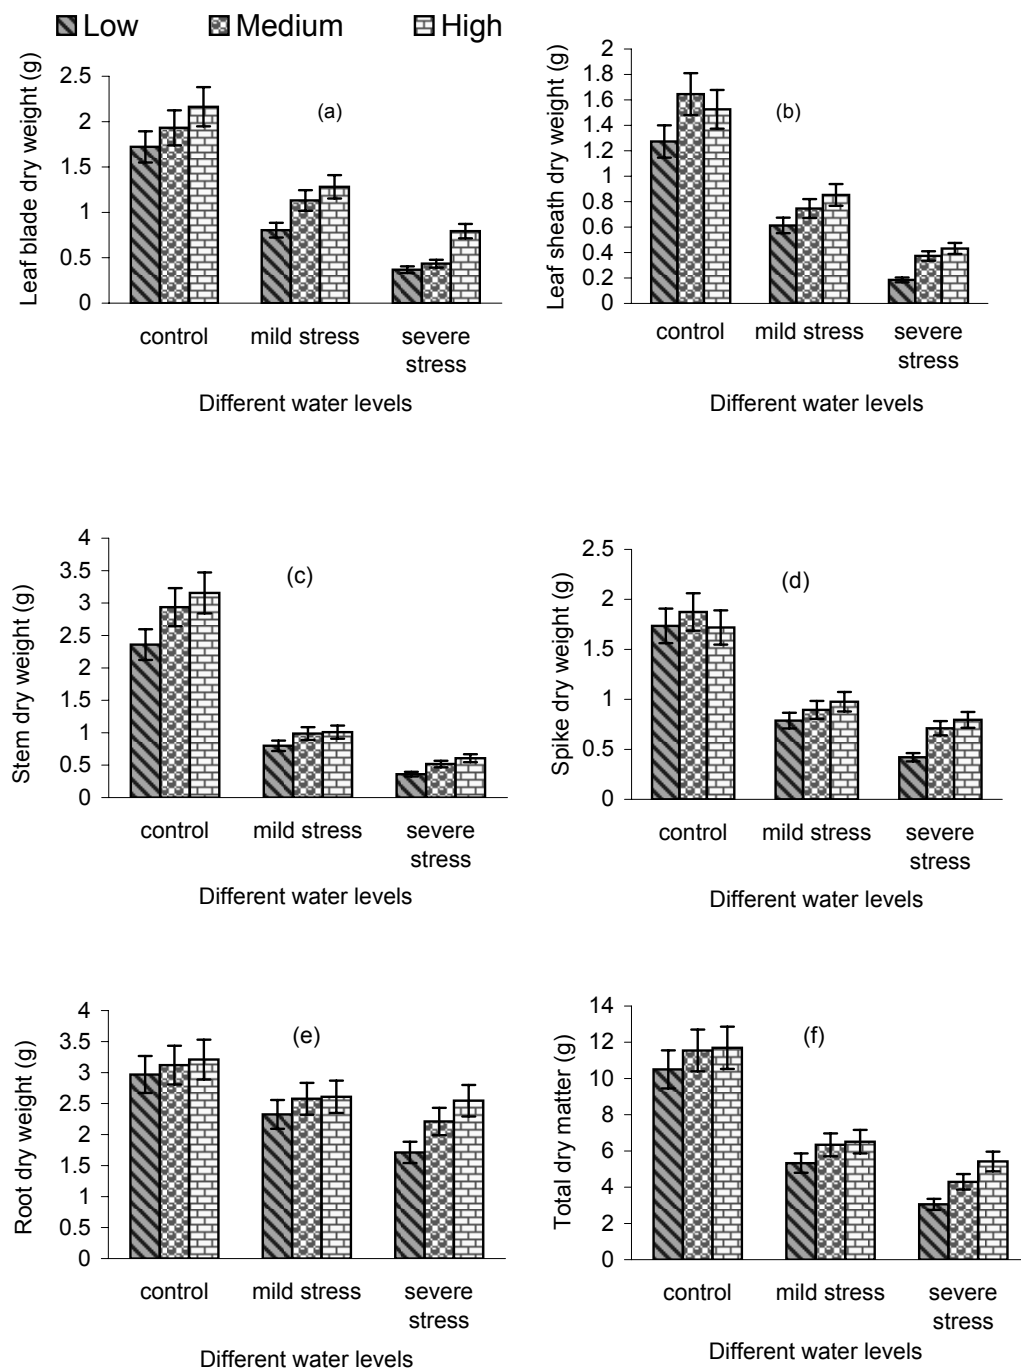 Low Medium High
Leaf blade dry weight (g)
2.5
2
1.5
1
0.5
0
(a)
control mild stress severe
stress
Different water levels
Leaf sheath dry weight (g)
2
1.8
1.6
1.4
1.2
1
0.8
0.6
0.4
0.2
0
(b)
control mild stress severe
stress
Different water levels
Stem dry weight (g)
4
3.5
3
2.5
2
1.5
1
0.5
0
(c)
control mild stress severe
stress
Different water levels
Spike dry weight (g)
2.5
2
1.5
1
0.5
0
(d)
control mild stress severe
stress
Different water levels
Root dry weight (g)
4
3.5
3
2.5
2
1.5
1
0.5
0
(e)
control mild stress severe
stress
Different water levels
Total dry matter (g)
14
12
10
8
6
4
2
0
(f)
control mild stress severe
stress
Different water levels